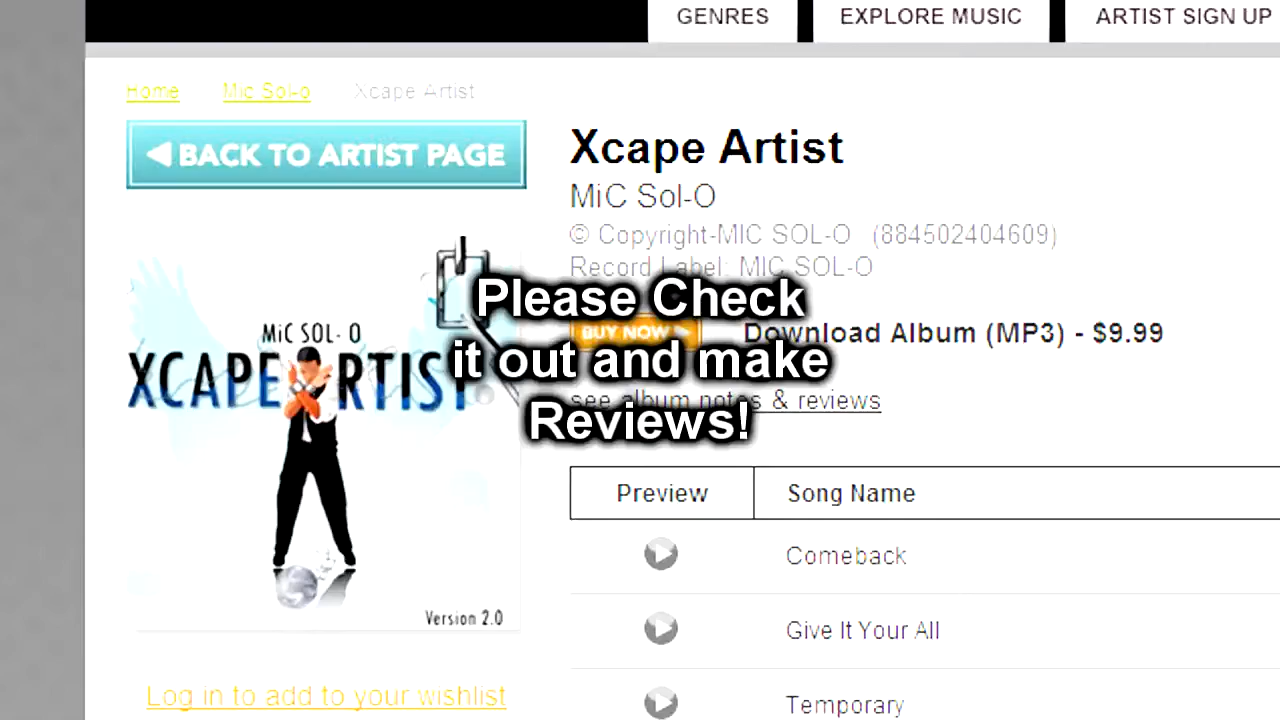 GENRES
EXPLORE MUSIC
ARTIST SIGN UP
Home Mic Sol-o Xcape Artist
BACK TO ARTIST PAGE
Xcape Artist
MiC Sol-O
© Copyright-MIC SOL-O (884502404609)
Record Label: MIC SOL-O
Please Check
it out and make
Reviews!
BUY NOW
Download Album (MP3) - $9.99
see album notes & reviews
MiC SOL- O
XCAPE ARTIST
Version 2.0
Log in to add to your wishlist
Preview Song Name
Comeback
Give It Your All
Temporary